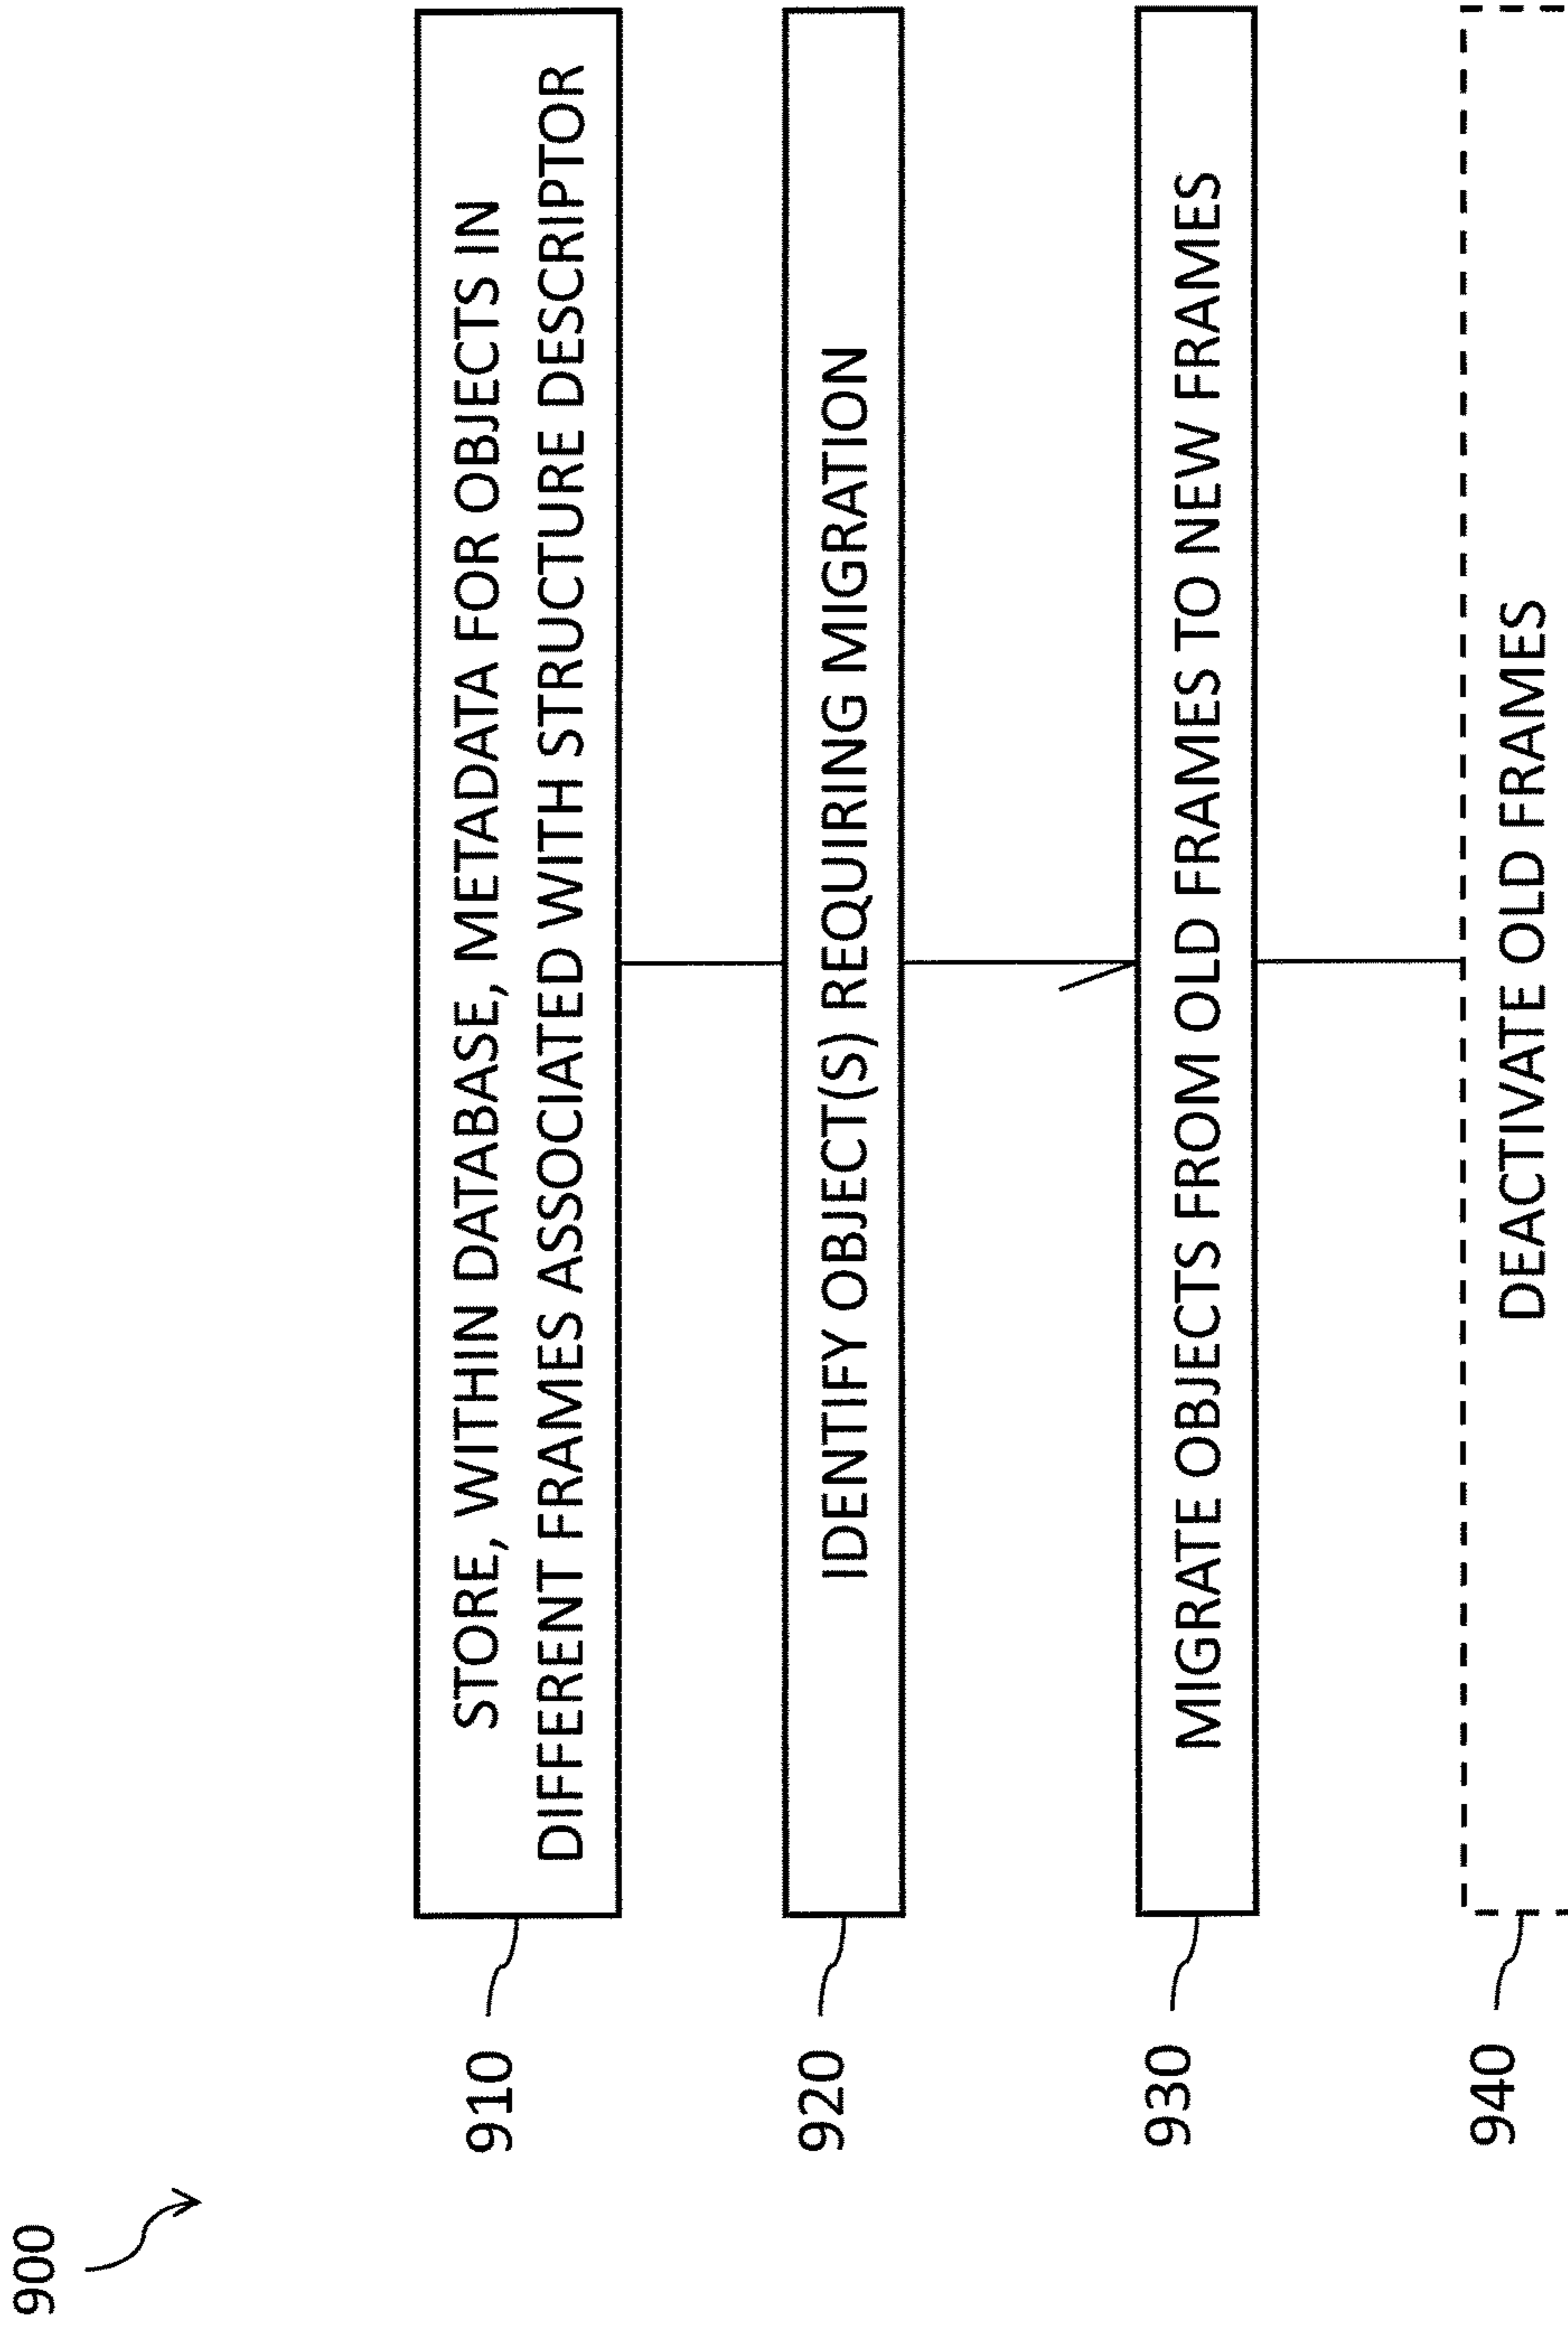 900
910
STORE, WITHIN DATABASE, METADATA FOR OBJECTS IN
DIFFERENT FRAMES ASSOCIATED WITH STRUCTURE DESCRIPTOR
920
IDENTIFY OBJECT(S) REQUIRING MIGRATION
930
MIGRATE OBJECTS FROM OLD FRAMES TO NEW FRAMES
940
DEACTIVATE OLD FRAMES